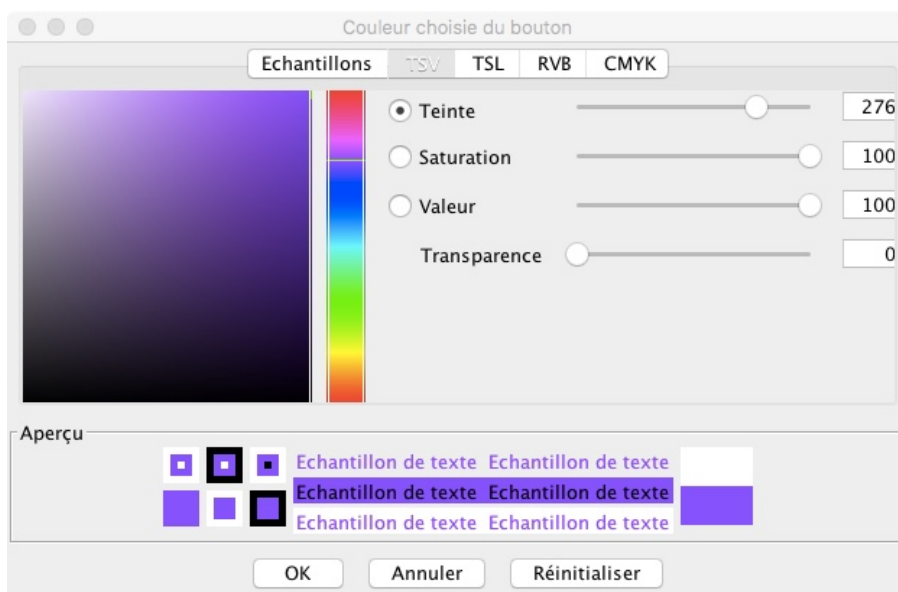 Couleur choisie du bouton
Echantillons TSV TSL RVB CMYK
Teinte 276
Saturation 100
Valeur 100
Transparence 0
Aperçu
Echantillon de texte Echantillon de texte
Echantillon de texte Echantillon de texte
Echantillon de texte Echantillon de texte
OK Annuler Réinitialiser